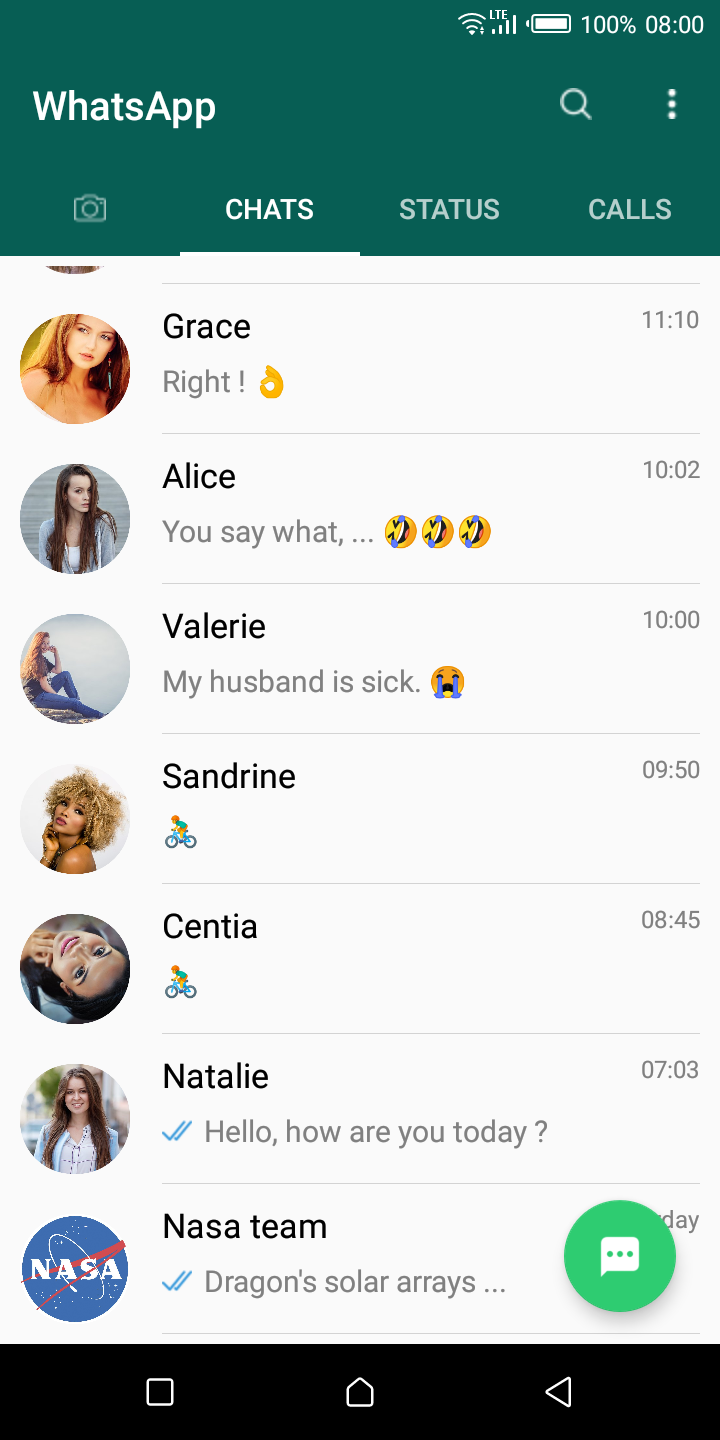 LTE 100% 08:00
WhatsApp
CHATS STATUS CALLS
Grace 11:10
Right ! 👌
Alice 10:02
You say what, ... 🤣🤣🤣
Valerie 10:00
My husband is sick. 😭
Sandrine 09:50
🚴
Centia 08:45
🚴
Natalie 07:03
Hello, how are you today ?
NASA
Nasa team
Dragon's solar arrays ...